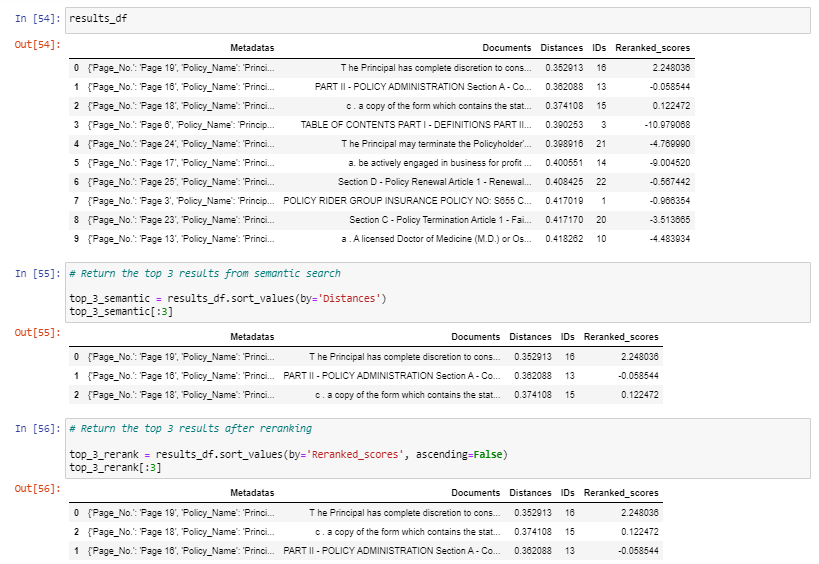 In [54]: results_df
Out[54]:
Metadatas Documents Distances IDs Reranked_scores
0 {'Page_No.': 'Page 19', 'Policy_Name': 'Princi... T he Principal has complete discretion to cons... 0.352913 16 2.248036
1 {'Page_No.': 'Page 16', 'Policy_Name': 'Princi... PART II - POLICY ADMINISTRATION Section A - Co... 0.362088 13 -0.058544
2 {'Page_No.': 'Page 18', 'Policy_Name': 'Princi... c . a copy of the form which contains the stat... 0.374108 15 0.122472
3 {'Page_No.': 'Page 6', 'Policy_Name': 'Princip... TABLE OF CONTENTS PART I - DEFINITIONS PART II... 0.390253 3 -10.979068
4 {'Page_No.': 'Page 24', 'Policy_Name': 'Princi... T he Principal may terminate the Policyholder'... 0.398916 21 -4.769990
5 {'Page_No.': 'Page 17', 'Policy_Name': 'Princi... a. be actively engaged in business for profit ... 0.400551 14 -9.004520
6 {'Page_No.': 'Page 25', 'Policy_Name': 'Princi... Section D - Policy Renewal Article 1 - Renewal... 0.408425 22 -0.567442
7 {'Page_No.': 'Page 3', 'Policy_Name': 'Princip... POLICY RIDER GROUP INSURANCE POLICY NO: S655 C... 0.417019 1 -0.966354
8 {'Page_No.': 'Page 23', 'Policy_Name': 'Princi... Section C - Policy Termination Article 1 - Fai... 0.417170 20 -3.513665
9 {'Page_No.': 'Page 13', 'Policy_Name': 'Princi... a . A licensed Doctor of Medicine (M.D.) or Os... 0.418262 10 -4.483934
In [55]: # Return the top 3 results from semantic search
top_3_semantic = results_df.sort_values(by='Distances')
top_3_semantic[:3]
Out[55]:
Metadatas Documents Distances IDs Reranked_scores
0 {'Page_No.': 'Page 19', 'Policy_Name': 'Princi... T he Principal has complete discretion to cons... 0.352913 16 2.248036
1 {'Page_No.': 'Page 16', 'Policy_Name': 'Princi... PART II - POLICY ADMINISTRATION Section A - Co... 0.362088 13 -0.058544
2 {'Page_No.': 'Page 18', 'Policy_Name': 'Princi... c . a copy of the form which contains the stat... 0.374108 15 0.122472
In [56]: # Return the top 3 results after reranking
top_3_rerank = results_df.sort_values(by='Reranked_scores', ascending=False)
top_3_rerank[:3]
Out[56]:
Metadatas Documents Distances IDs Reranked_scores
0 {'Page_No.': 'Page 19', 'Policy_Name': 'Princi... T he Principal has complete discretion to cons... 0.352913 16 2.248036
2 {'Page_No.': 'Page 18', 'Policy_Name': 'Princi... c . a copy of the form which contains the stat... 0.374108 15 0.122472
1 {'Page_No.': 'Page 16', 'Policy_Name': 'Princi... PART II - POLICY ADMINISTRATION Section A - Co... 0.362088 13 -0.058544